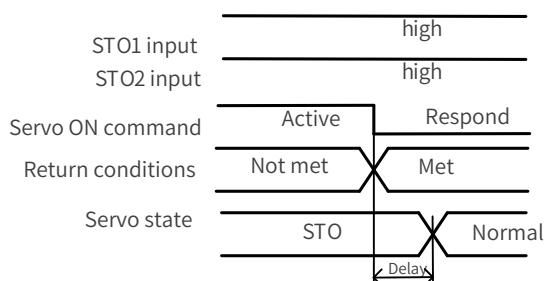 STO1 input high
STO2 input high
Servo ON command Active Respond
Return conditions Not met Met
Servo state STO Normal
Delay